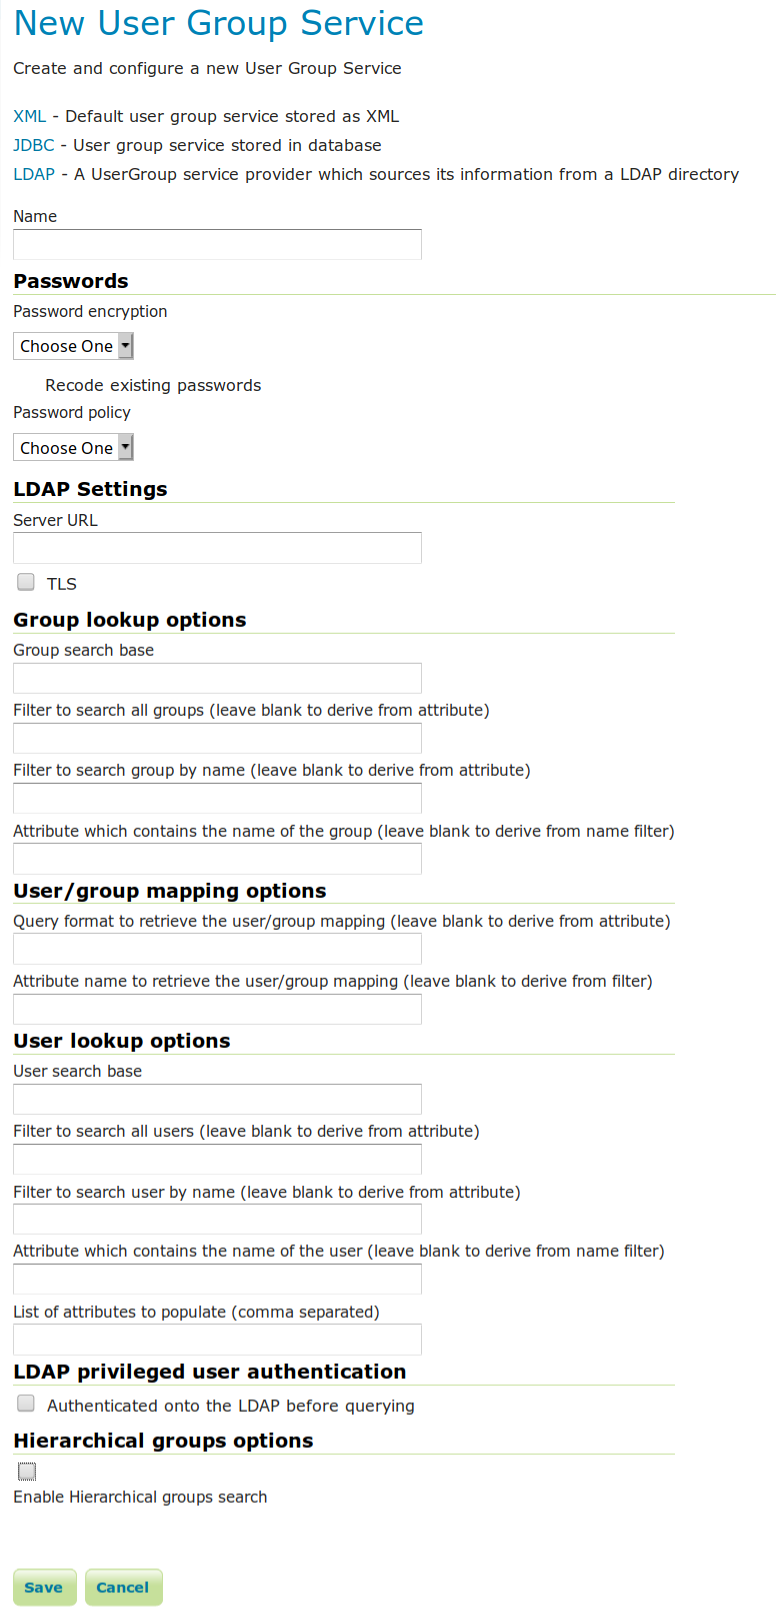 New User Group Service
Create and configure a new User Group Service
XML - Default user group service stored as XML
JDBC - User group service stored in database
LDAP - A UserGroup service provider which sources its information from a LDAP directory
Name
Passwords
Password encryption
Choose One
Recode existing passwords
Password policy
Choose One
LDAP Settings
Server URL
TLS
Group lookup options
Group search base
Filter to search all groups (leave blank to derive from attribute)
Filter to search group by name (leave blank to derive from attribute)
Attribute which contains the name of the group (leave blank to derive from name filter)
User/group mapping options
Query format to retrieve the user/group mapping (leave blank to derive from attribute)
Attribute name to retrieve the user/group mapping (leave blank to derive from filter)
User lookup options
User search base
Filter to search all users (leave blank to derive from attribute)
Filter to search user by name (leave blank to derive from attribute)
Attribute which contains the name of the user (leave blank to derive from name filter)
List of attributes to populate (comma separated)
LDAP privileged user authentication
Authenticated onto the LDAP before querying
Hierarchical groups options
Enable Hierarchical groups search
Save Cancel